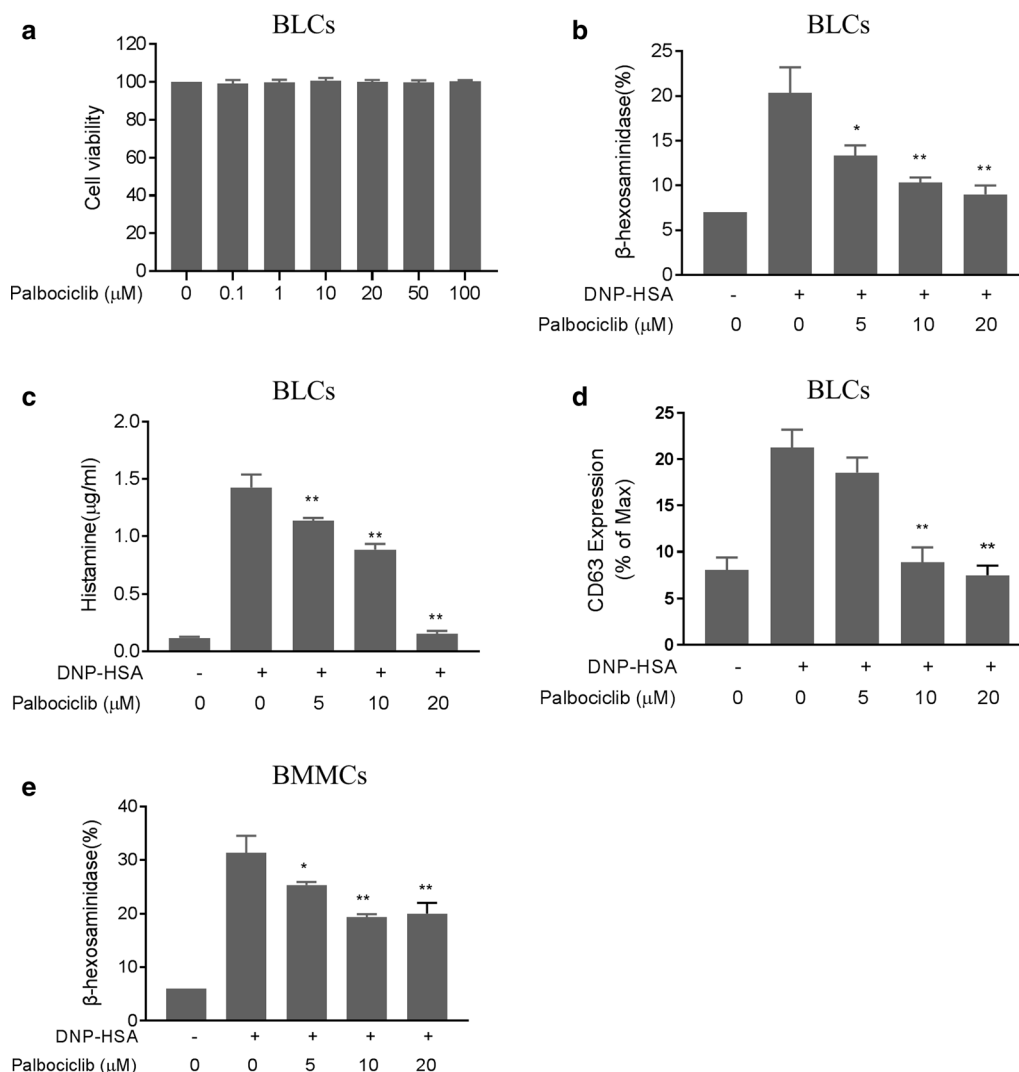 a BLCs
120
100
80
60
40
20
0
Cell viability
Palbociclib (μM) 0 0.1 1 10 20 50 100
b BLCs
25
20
15
10
5
0
β-hexosaminidase(%)
* ** **
DNP-HSA - + + + +
Palbociclib (μM) 0 0 5 10 20
c BLCs
2.0
1.5
1.0
0.5
0.0
Histamine(μg/ml)
** ** **
DNP-HSA - + + + +
Palbociclib (μM) 0 0 5 10 20
d BLCs
25
20
15
10
5
0
CD63 Expression
(% of Max)
** **
DNP-HSA - + + + +
Palbociclib (μM) 0 0 5 10 20
e BMMCs
40
30
20
10
0
β-hexosaminidase(%)
* ** **
DNP-HSA - + + + +
Palbociclib (μM) 0 0 5 10 20